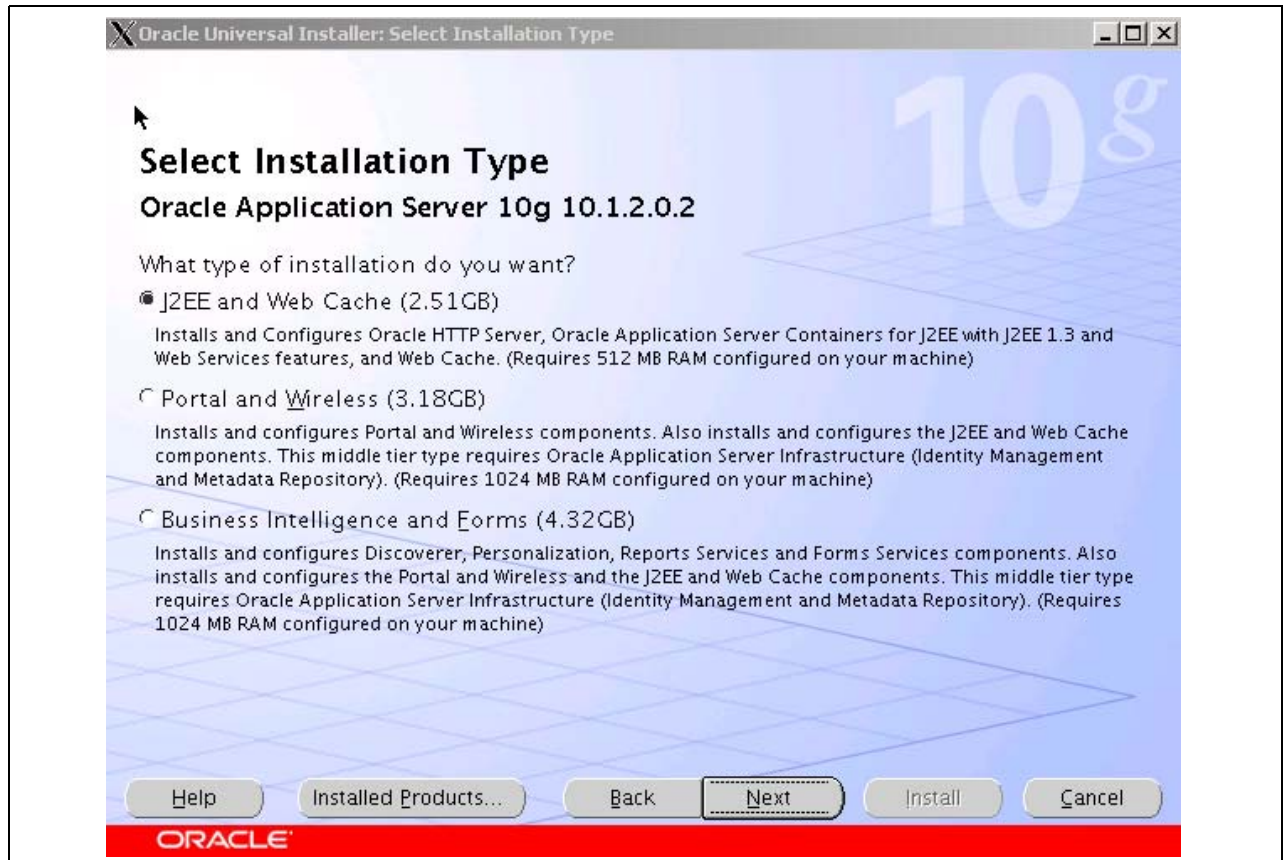 X Oracle Universal Installer: Select Installation Type
10g
Select Installation Type
Oracle Application Server 10g 10.1.2.0.2
What type of installation do you want?
J2EE and Web Cache (2.51GB)
Installs and Configures Oracle HTTP Server, Oracle Application Server Containers for J2EE with J2EE 1.3 and
Web Services features, and Web Cache. (Requires 512 MB RAM configured on your machine)
Portal and Wireless (3.18GB)
Installs and configures Portal and Wireless components. Also installs and configures the J2EE and Web Cache
components. This middle tier type requires Oracle Application Server Infrastructure (Identity Management
and Metadata Repository). (Requires 1024 MB RAM configured on your machine)
Business Intelligence and Forms (4.32GB)
Installs and configures Discoverer, Personalization, Reports Services and Forms Services components. Also
installs and configures the Portal and Wireless and the J2EE and Web Cache components. This middle tier type
requires Oracle Application Server Infrastructure (Identity Management and Metadata Repository). (Requires
1024 MB RAM configured on your machine)
Help Installed Products... Back Next Install Cancel
ORACLE